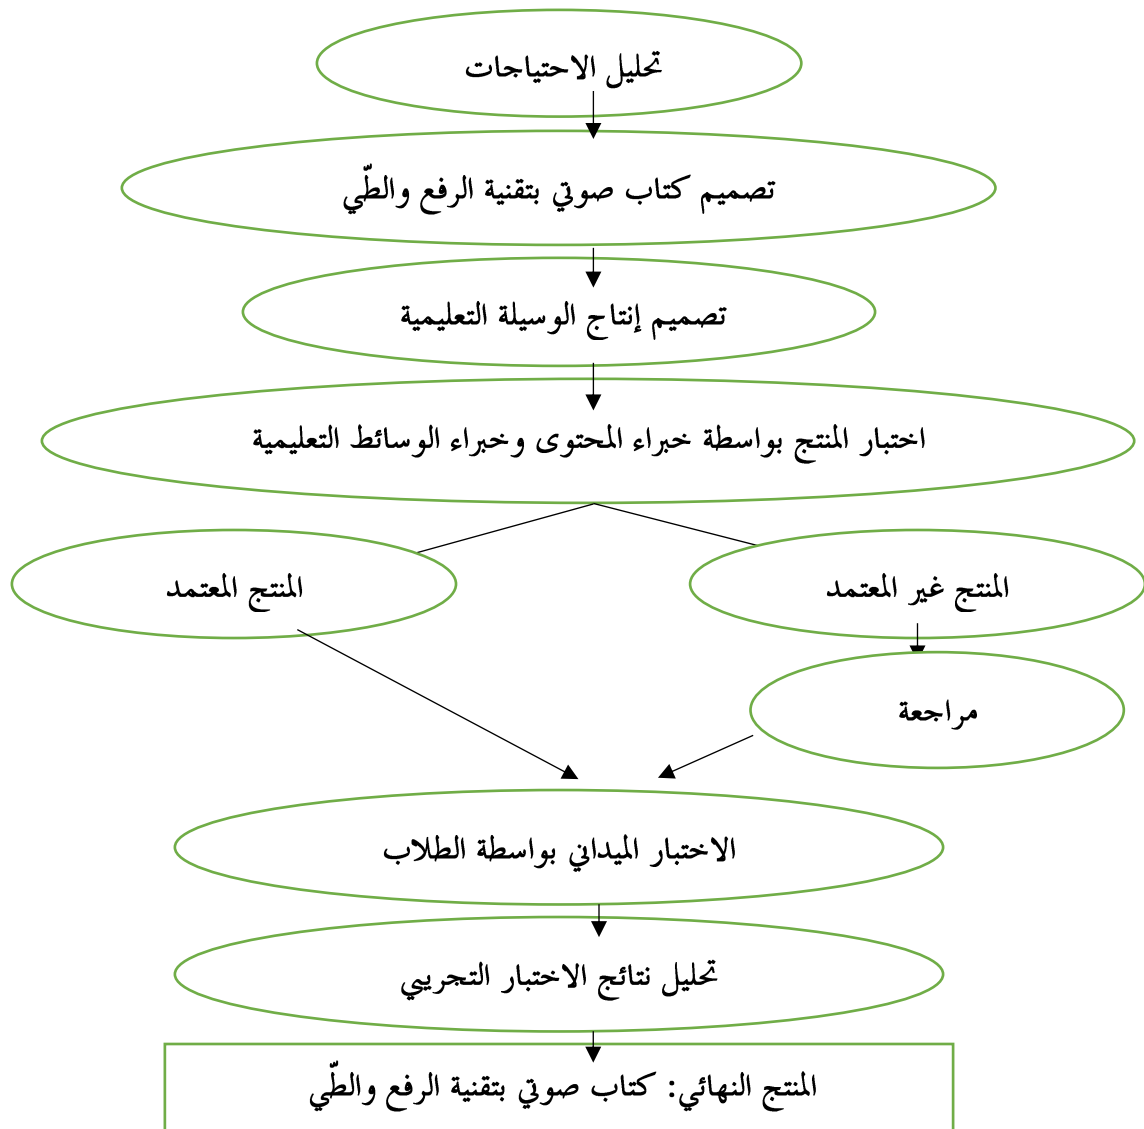 تحليل الاحتياجات
تصميم كتاب صوتي بتقنية الرفع والطّي
تصميم إنتاج الوسيلة التعليمية
اختبار المنتج بواسطة خبراء المحتوى وخبراء الوسائط التعليمية
المنتج غير المعتمد
المنتج المعتمد
مراجعة
الاختبار الميداني بواسطة الطلاب
تحليل نتائج الاختبار التجريبي
المنتج النهائي: كتاب صوتي بتقنية الرفع والطّي